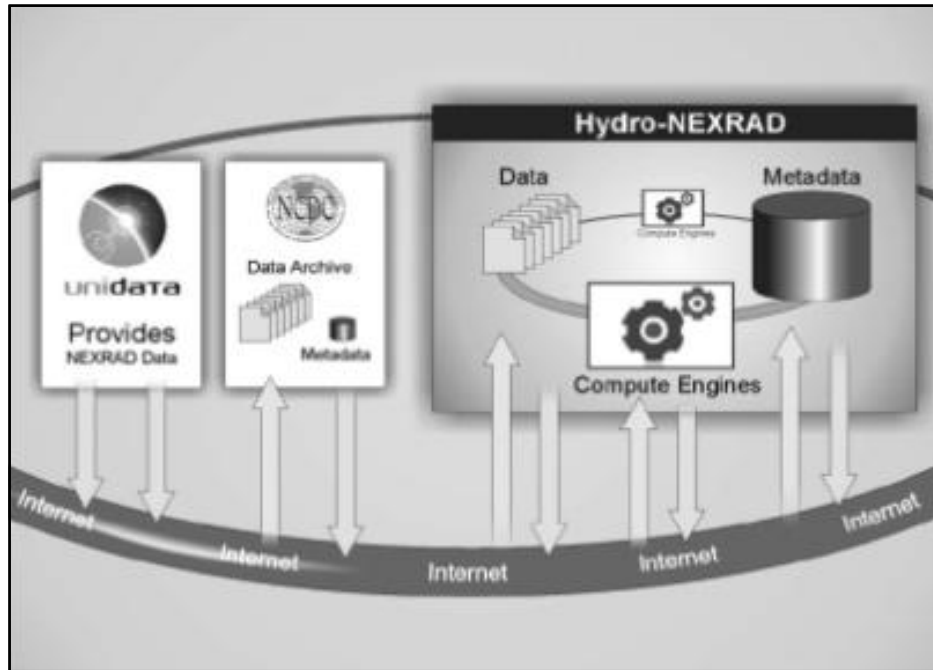 Hydro-NEXRAD
Data
Metadata
Compute Engines
Compute Engines
unidata
Provides
NEXRAD Data
NCDC
Data Archive
Metadata
Internet
Internet
Internet
Internet
Internet